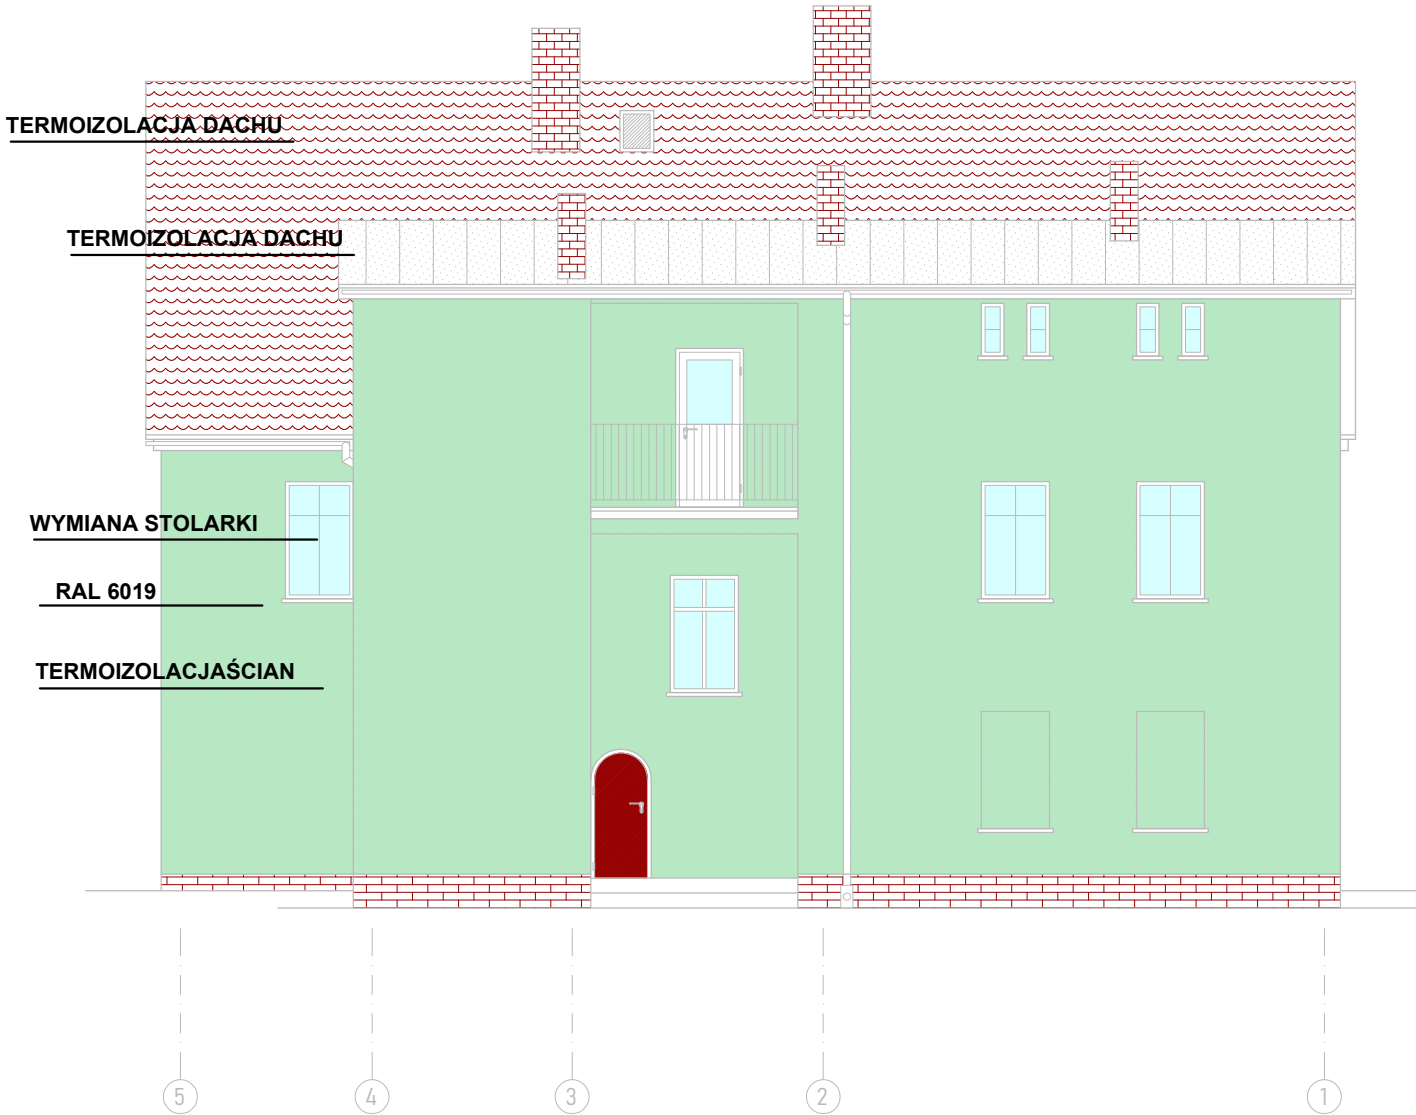 TERMOIZOLACJA DACHU
TERMOIZOLACJA DACHU
WYMIANA STOLARKI
RAL 6019
TERMOIZOLACJAŚCIAN
5 4 3 2 1